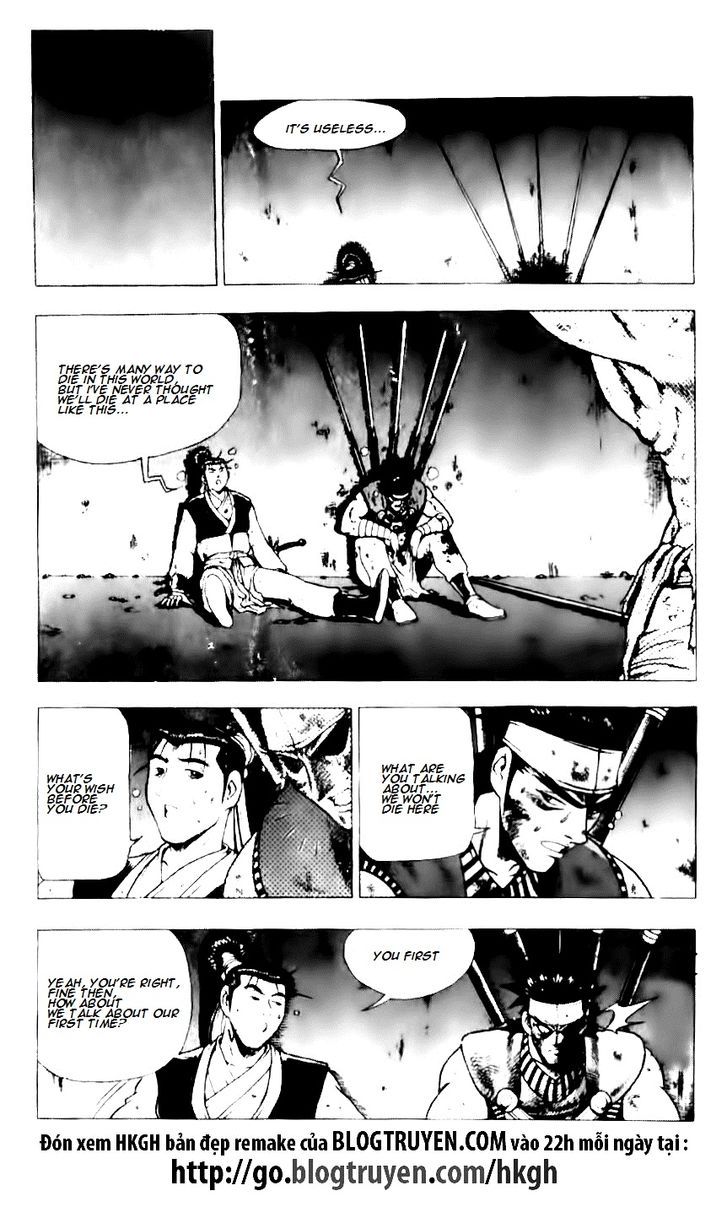 IT'S USELESS...
THERE'S MANY WAY TO
DIE IN THIS WORLD,
BUT I'VE NEVER THOUGHT
WE'LL DIE AT A PLACE
LIKE THIS...
WHAT'S
YOUR WISH
BEFORE
YOU DIE?
WHAT ARE
YOU TALKING
ABOUT...
WE WON'T
DIE HERE
YEAH, YOU'RE RIGHT,
FINE THEN,
HOW ABOUT
WE TALK ABOUT OUR
FIRST TIME?
YOU FIRST
Đón xem HKGH bản đẹp remake của BLOGTRUYEN.COM vào 22h mỗi ngày tại :
http://go.blogtruyen.com/hkgh